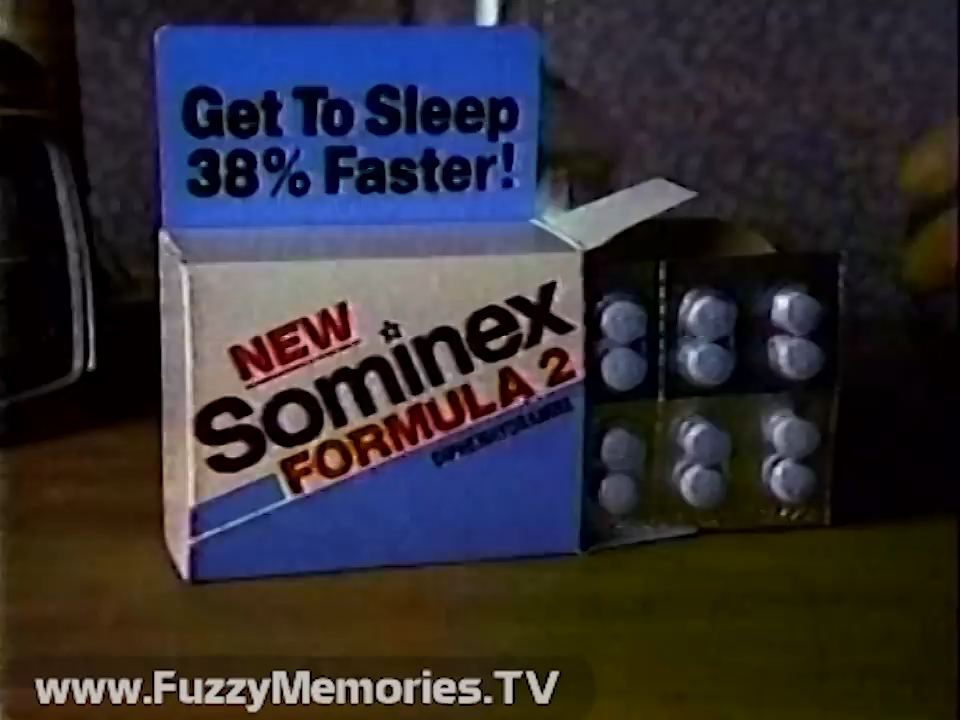 Get To Sleep
38% Faster!
NEW
Sominex
FORMULA 2
www.FuzzyMemories.TV